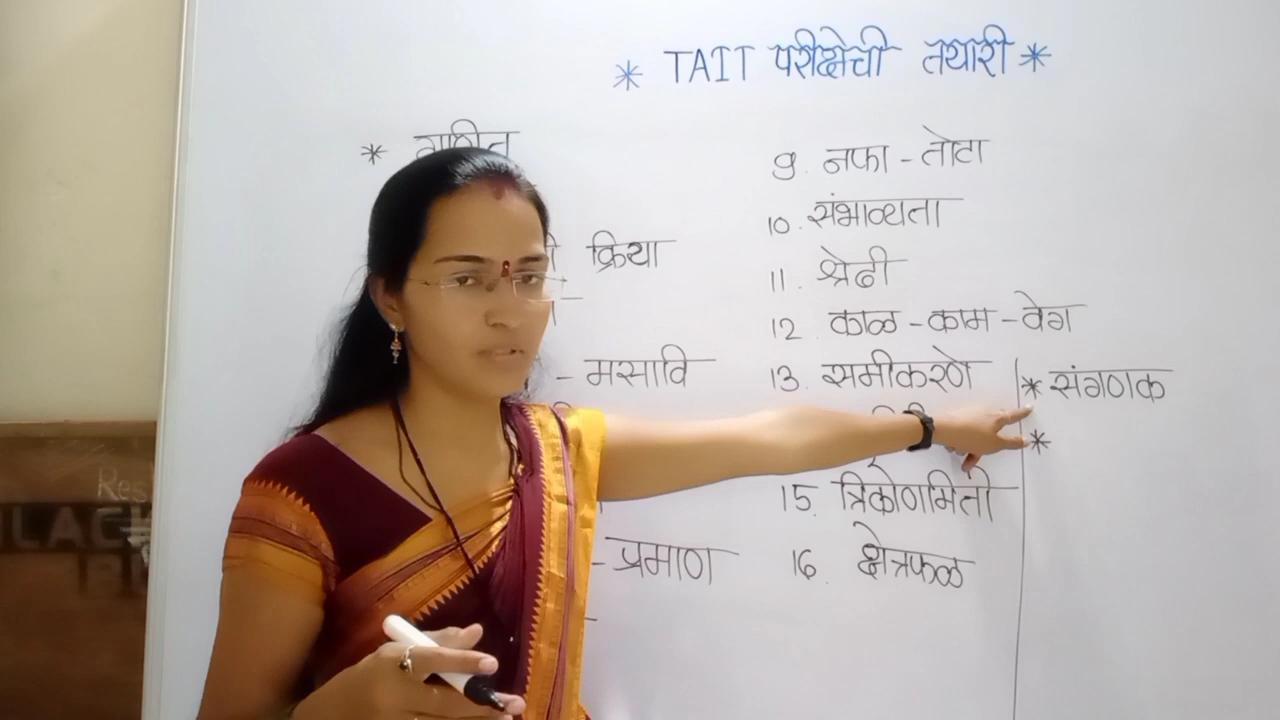 * TAIT परीक्षेची तयारी *
* गणित
क्रिया
- मसावि
- प्रमाण
9. नफा - तोटा
10. संभाव्यता
11. श्रेढी
12. काळ - काम - वेग
13. समीकरणे
15. त्रिकोणमिती
16. क्षेत्रफळ
* संगणक
*